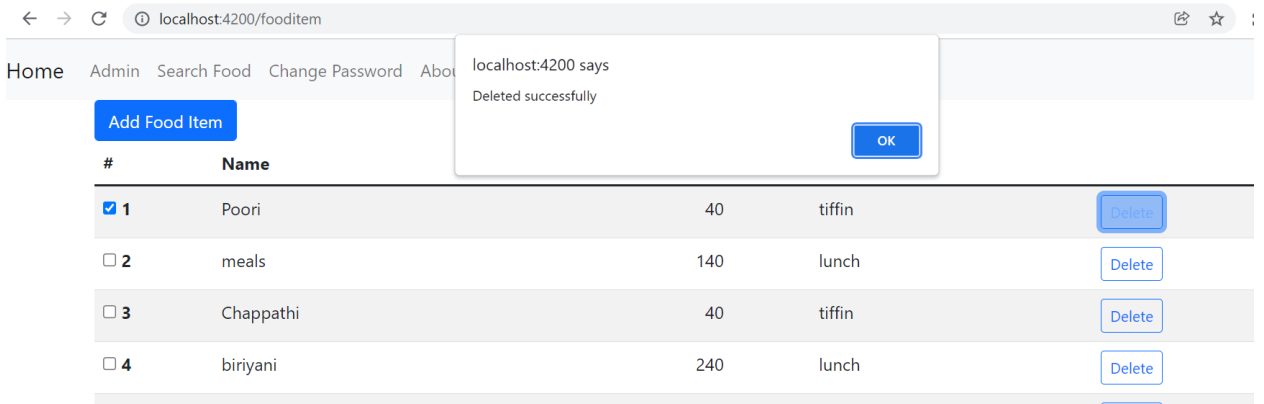 localhost:4200/fooditem
localhost:4200 says
Deleted successfully
OK
Home Admin Search Food Change Password Abou
Add Food Item
# Name
1 Poori 40 tiffin Delete
2 meals 140 lunch Delete
3 Chappathi 40 tiffin Delete
4 biriyani 240 lunch Delete